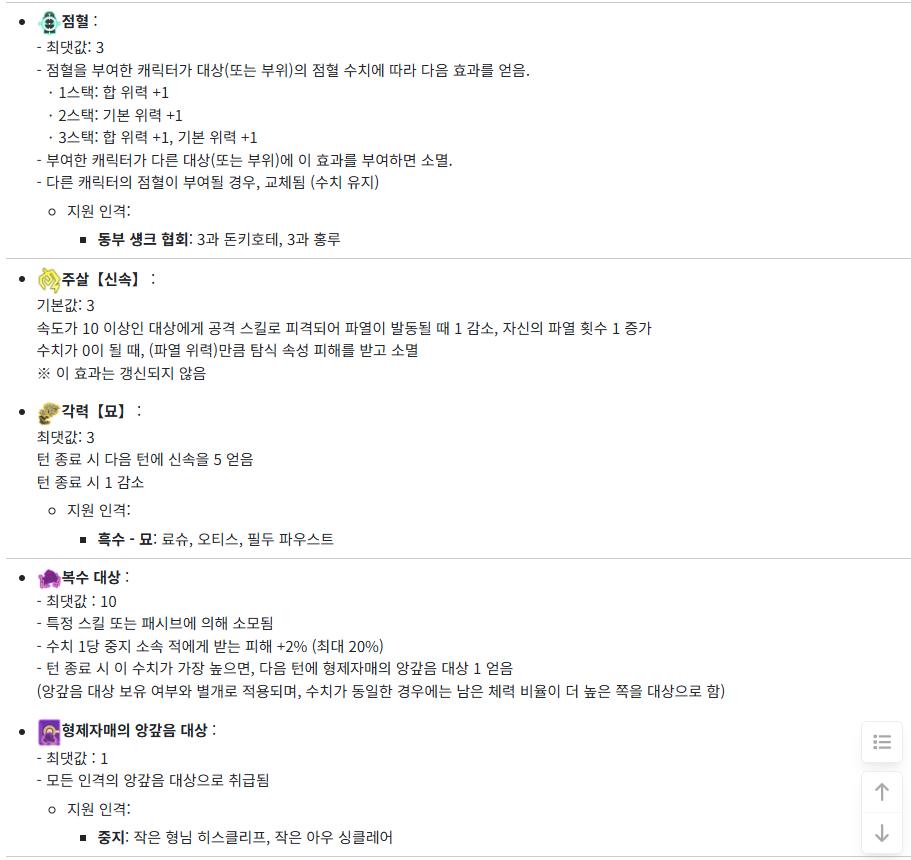 점혈 :
- 최댓값: 3
- 점혈을 부여한 캐릭터가 대상(또는 부위)의 점혈 수치에 따라 다음 효과를 얻음.
· 1스택: 합 위력 +1
· 2스택: 기본 위력 +1
· 3스택: 합 위력 +1, 기본 위력 +1
- 부여한 캐릭터가 다른 대상(또는 부위)에 이 효과를 부여하면 소멸.
- 다른 캐릭터의 점혈이 부여될 경우, 교체됨 (수치 유지)
지원 인격:
동부 섕크 협회: 3과 돈키호테, 3과 홍루
주살【신속】 :
기본값: 3
속도가 10 이상인 대상에게 공격 스킬로 피격되어 파열이 발동될 때 1 감소, 자신의 파열 횟수 1 증가
수치가 0이 될 때, (파열 위력)만큼 탐식 속성 피해를 받고 소멸
※ 이 효과는 갱신되지 않음
각력【묘】 :
최댓값: 3
턴 종료 시 다음 턴에 신속을 5 얻음
턴 종료 시 1 감소
지원 인격:
흑수 - 묘: 료슈, 오티스, 필두 파우스트
복수 대상 :
- 최댓값 : 10
- 특정 스킬 또는 패시브에 의해 소모됨
- 수치 1당 중지 소속 적에게 받는 피해 +2% (최대 20%)
- 턴 종료 시 이 수치가 가장 높으면, 다음 턴에 형제자매의 앙갚음 대상 1 얻음
(앙갚음 대상 보유 여부와 별개로 적용되며, 수치가 동일한 경우에는 남은 체력 비율이 더 높은 쪽을 대상으로 함)
형제자매의 앙갚음 대상 :
- 최댓값 : 1
- 모든 인격의 앙갚음 대상으로 취급됨
지원 인격:
중지: 작은 형님 히스클리프, 작은 아우 싱클레어